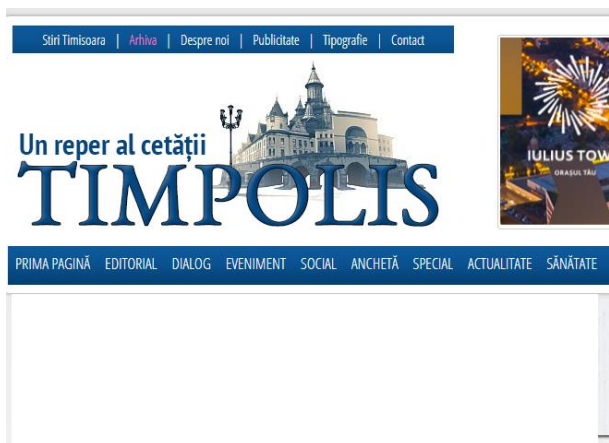 Stiri Timisoara | Arhiva | Despre noi | Publicitate | Tipografie | Contact
Un reper al cetății
TIMPOLIS
IULIUS TOW
ORAȘUL TĂU
PRIMA PAGINĂ EDITORIAL DIALOG EVENIMENT SOCIAL ANCHETĂ SPECIAL ACTUALITATE SĂNĂTATE